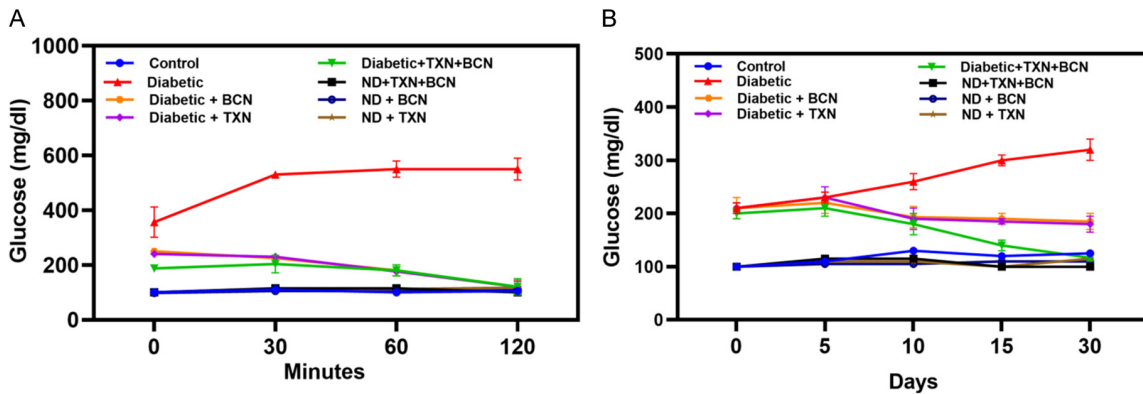 A
Glucose (mg/dl)
1000
800
600
400
200
0
Control
Diabetic
Diabetic + BCN
Diabetic + TXN
Diabetic+TXN+BCN
ND+TXN+BCN
ND + BCN
ND + TXN
0 30 60 120
Minutes
B
Glucose (mg/dl)
500
400
300
200
100
0
Control
Diabetic
Diabetic + BCN
Diabetic + TXN
Diabetic+TXN+BCN
ND+TXN+BCN
ND + BCN
ND + TXN
0 5 10 15 30
Days